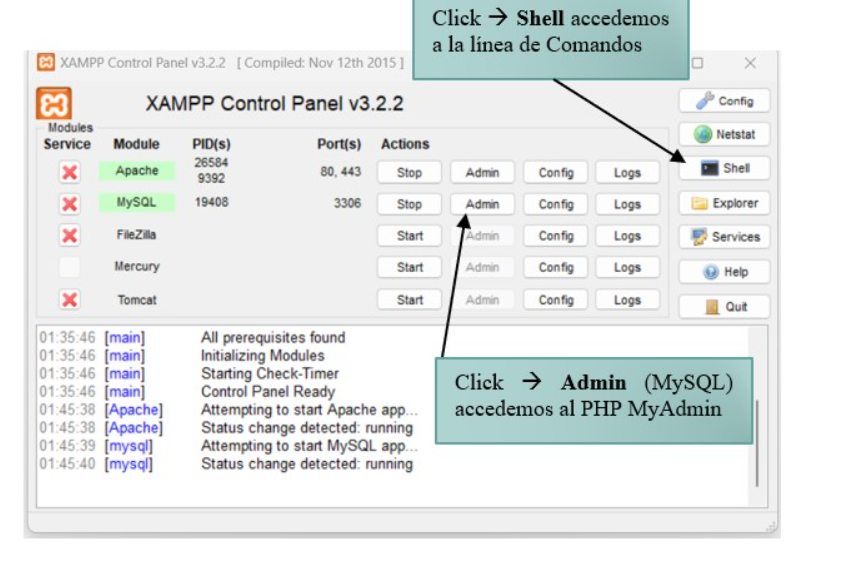 Click → Shell accedemos
a la línea de Comandos
XAMPP Control Panel v3.2.2 [ Compiled: Nov 12th 2015 ]
XAMPP Control Panel v3.2.2
Config
Netstat
Shell
Explorer
Services
Help
Quit
Modules
Service Module PID(s) Port(s) Actions
Apache 26584 9392 80, 443 Stop Admin Config Logs
MySQL 19408 3306 Stop Admin Config Logs
FileZilla Start Admin Config Logs
Mercury Start Admin Config Logs
Tomcat Start Admin Config Logs
01:35:46 [main] All prerequisites found
01:35:46 [main] Initializing Modules
01:35:46 [main] Starting Check-Timer
01:35:46 [main] Control Panel Ready
01:45:38 [Apache] Attempting to start Apache app...
01:45:38 [Apache] Status change detected: running
01:45:39 [mysql] Attempting to start MySQL app...
01:45:40 [mysql] Status change detected: running
Click → Admin (MySQL)
accedemos al PHP MyAdmin